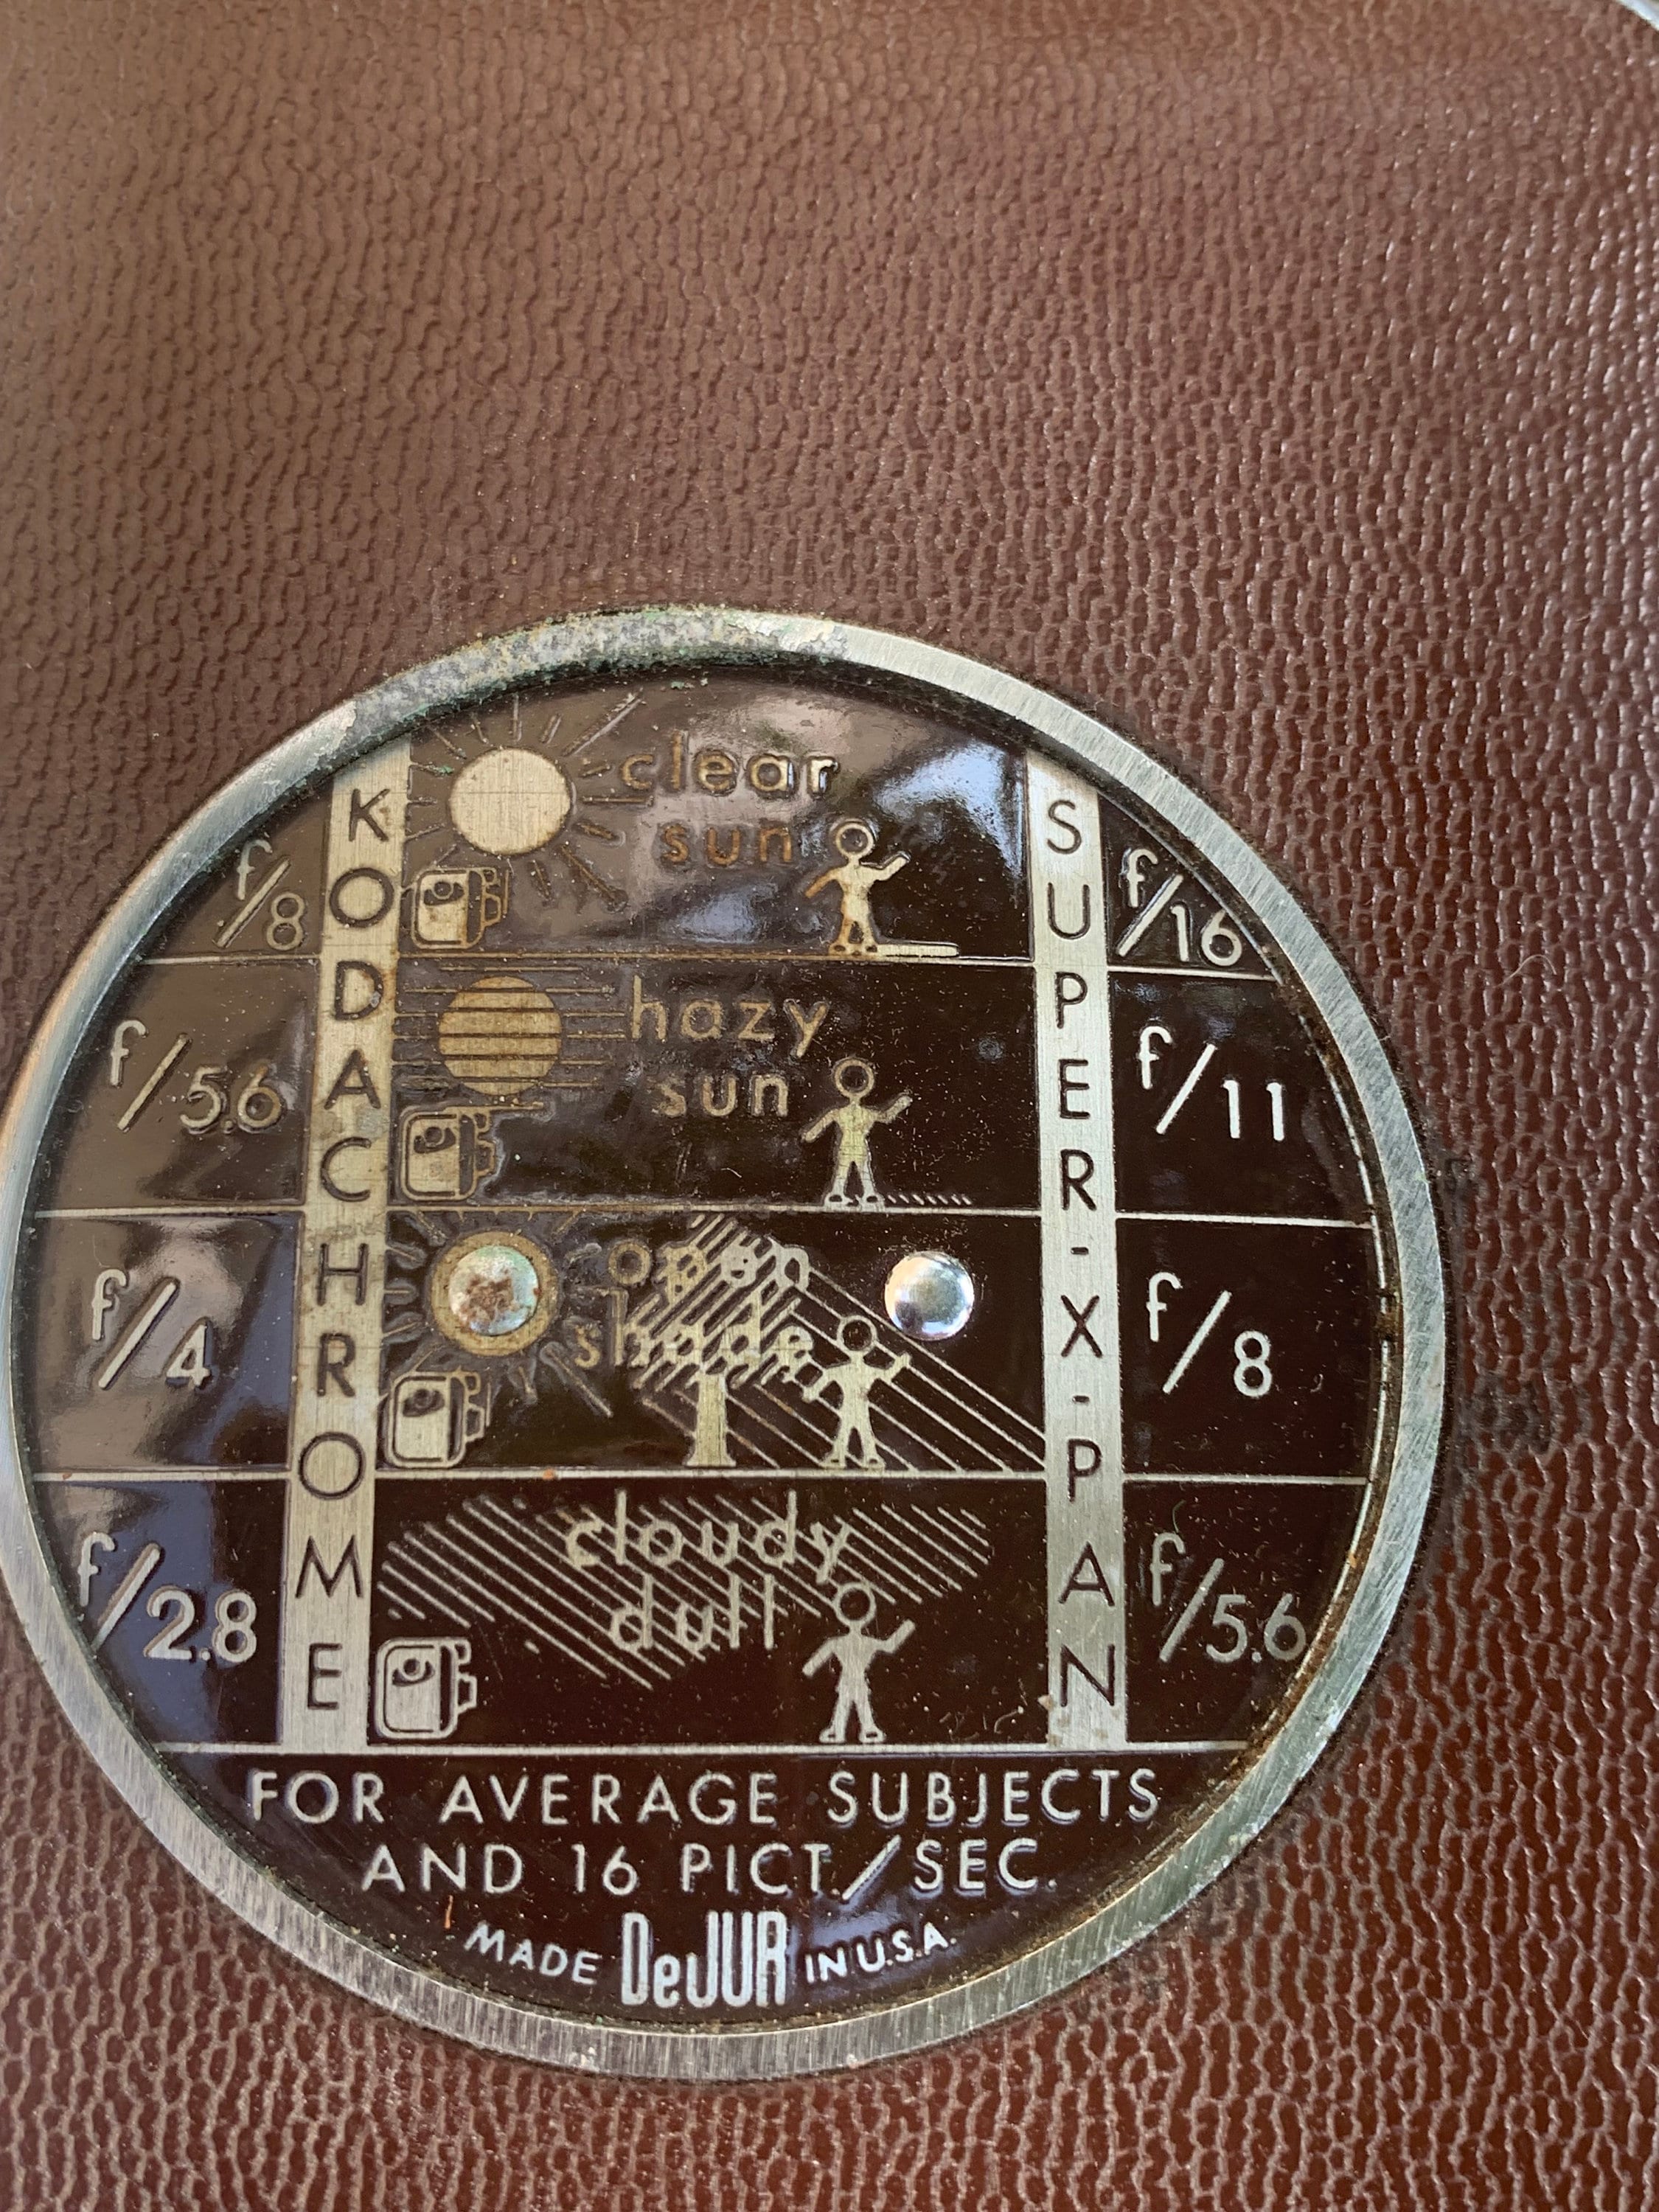 KODACHROME
SUPER-X-PAN
f/8 clear sun f/16
f/5.6 hazy sun f/11
f/4 open shade f/8
f/2.8 cloudy dull f/5.6
FOR AVERAGE SUBJECTS
AND 16 PICT./SEC.
MADE DeJUR IN U.S.A.